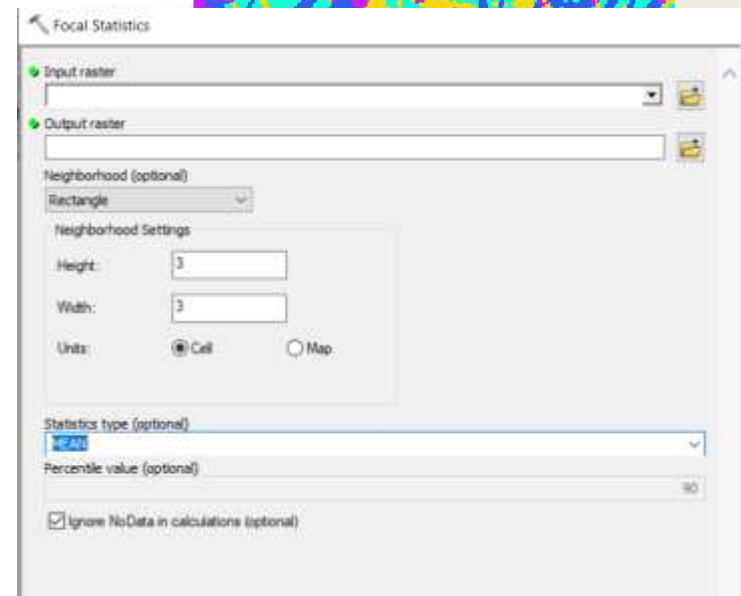 Focal Statistics
Input raster
Output raster
Neighborhood (optional)
Rectangle
Neighborhood Settings
Height: 3
Width: 3
Units: Cell Map
Statistics type (optional)
MEAN
Percentile value (optional)
90
Ignore NoData in calculations (optional)